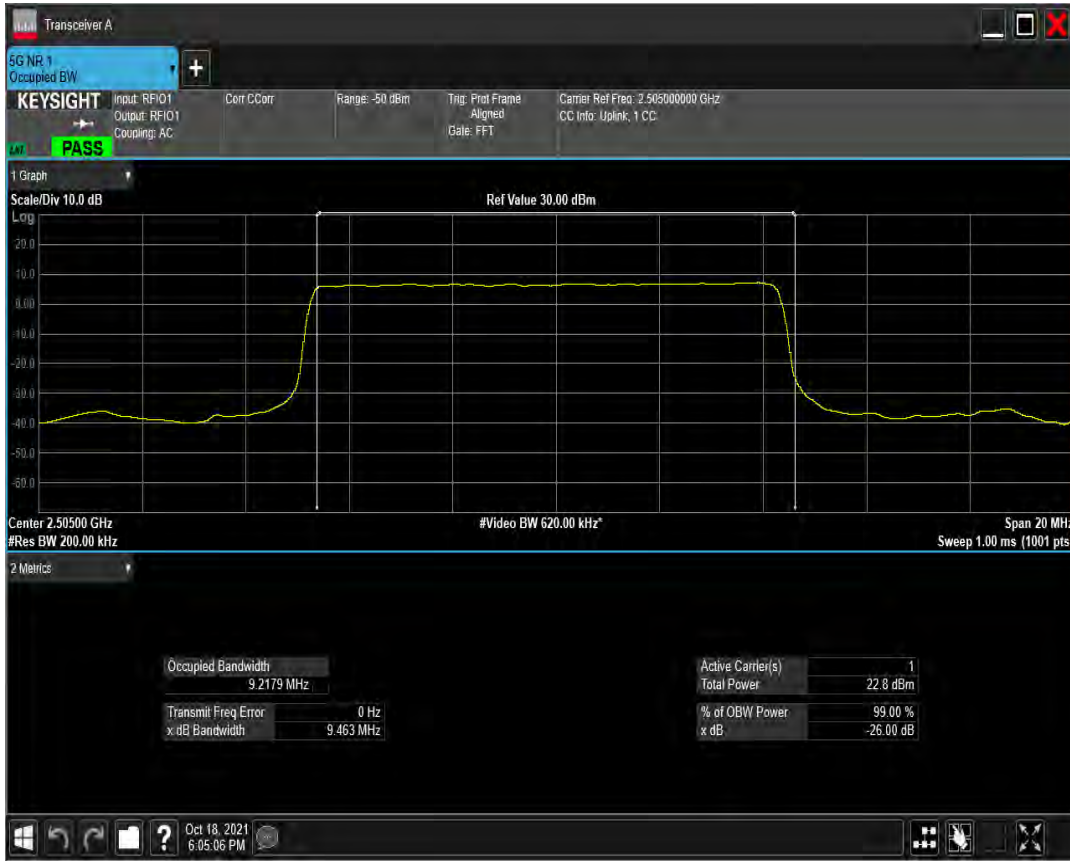 Transceiver A
5G NR 1
Occupied BW
+
KEYSIGHT
Input: RFIO1
Output: RFIO1
Coupling: AC
Corr CCorr
Range: -50 dBm
Trig: Prot Frame
Aligned
Gate: FFT
Carrier Ref Freq: 2.505000000 GHz
CC Info: Uplink, 1 CC
PASS
1 Graph
Scale/Div 10.0 dB
Ref Value 30.00 dBm
Log
20.0
10.0
0.00
-10.0
-20.0
-30.0
-40.0
-50.0
-60.0
Center 2.50500 GHz
#Video BW 620.00 kHz*
Span 20 MHz
#Res BW 200.00 kHz
Sweep 1.00 ms (1001 pts
2 Metrics
Occupied Bandwidth
9.2179 MHz
Active Carrier(s) 1
Total Power 22.8 dBm
Transmit Freq Error 0 Hz
x dB Bandwidth 9.463 MHz
% of OBW Power 99.00 %
x dB -26.00 dB
?
Oct 18, 2021
6:05:06 PM